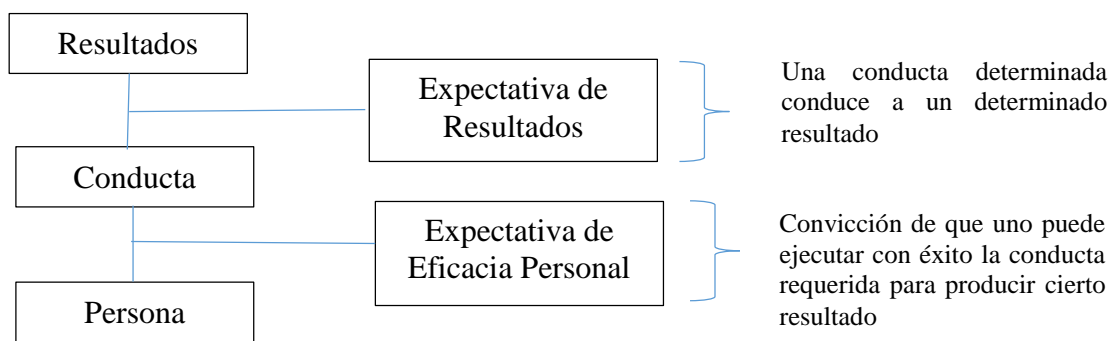 Resultados
Expectativa de
Resultados
Una conducta determinada
conduce a un determinado
resultado
Conducta
Expectativa de
Eficacia Personal
Convicción de que uno puede
ejecutar con éxito la conducta
requerida para producir cierto
resultado
Persona